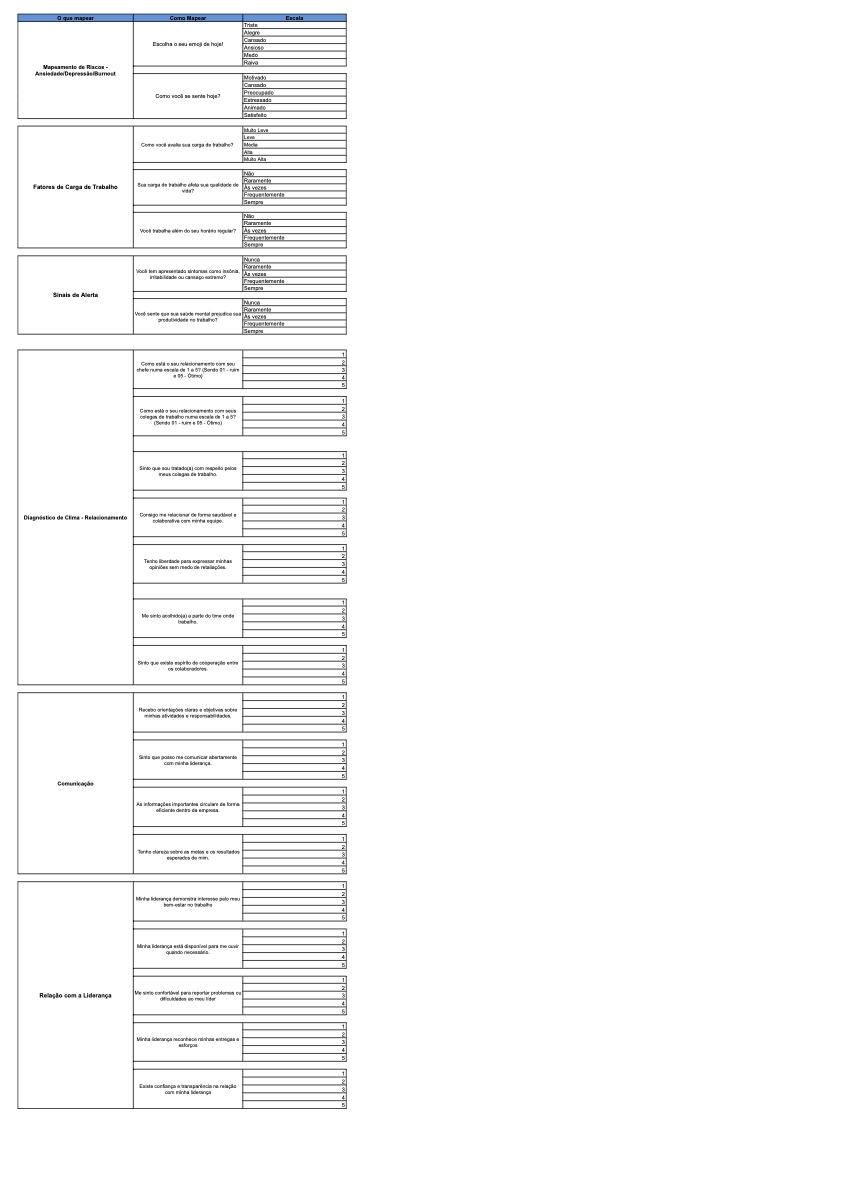 O que mapear
Como Mapear
Escala
Mapeamento de Riscos -
Ansiedade/Depressão/Burnout
Escolha o seu emoji de hoje!
Triste
Alegre
Cansado
Ansioso
Medo
Raiva
Como você se sente hoje?
Motivado
Cansado
Preocupado
Estressado
Animado
Satisfeito
Fatores de Carga de Trabalho
Como você avalia sua carga de trabalho?
Muito Leve
Leve
Média
Alta
Muito Alta
Sua carga de trabalho afeta sua qualidade de
vida?
Não
Raramente
Às vezes
Frequentemente
Sempre
Você trabalha além do seu horário regular?
Não
Raramente
Às vezes
Frequentemente
Sempre
Sinais de Alerta
Você tem apresentado sintomas como insônia,
irritabilidade ou cansaço extremo?
Nunca
Raramente
Às vezes
Frequentemente
Sempre
Você sente que sua saúde mental prejudica sua
produtividade no trabalho?
Nunca
Raramente
Às vezes
Frequentemente
Sempre
Diagnóstico de Clima - Relacionamento
Como está o seu relacionamento com seu
chefe numa escala de 1 a 5? (Sendo 01 - ruim
e 05 - Ótimo)
1
2
3
4
5
Como está o seu relacionamento com seus
colegas de trabalho numa escala de 1 a 5?
(Sendo 01 - ruim e 05 - Ótimo)
1
2
3
4
5
Sinto que sou tratado(a) com respeito pelos
meus colegas de trabalho.
1
2
3
4
5
Consigo me relacionar de forma saudável e
colaborativa com minha equipe.
1
2
3
4
5
Tenho liberdade para expressar minhas
opiniões sem medo de retaliações.
1
2
3
4
5
Me sinto acolhido(a) e parte do time onde
trabalho.
1
2
3
4
5
Sinto que existe espírito de cooperação entre
os colaboradores.
1
2
3
4
5
Comunicação
Recebo orientações claras e objetivas sobre
minhas atividades e responsabilidades.
1
2
3
4
5
Sinto que posso me comunicar abertamente
com minha liderança.
1
2
3
4
5
As informações importantes circulam de forma
eficiente dentro da empresa.
1
2
3
4
5
Tenho clareza sobre as metas e os resultados
esperados de mim.
1
2
3
4
5
Relação com a Liderança
Minha liderança demonstra interesse pelo meu
bem-estar no trabalho
1
2
3
4
5
Minha liderança está disponível para me ouvir
quando necessário.
1
2
3
4
5
Me sinto confortável para reportar problemas ou
dificuldades ao meu líder
1
2
3
4
5
Minha liderança reconhece minhas entregas e
esforços
1
2
3
4
5
Existe confiança e transparência na relação
com minha liderança
1
2
3
4
5